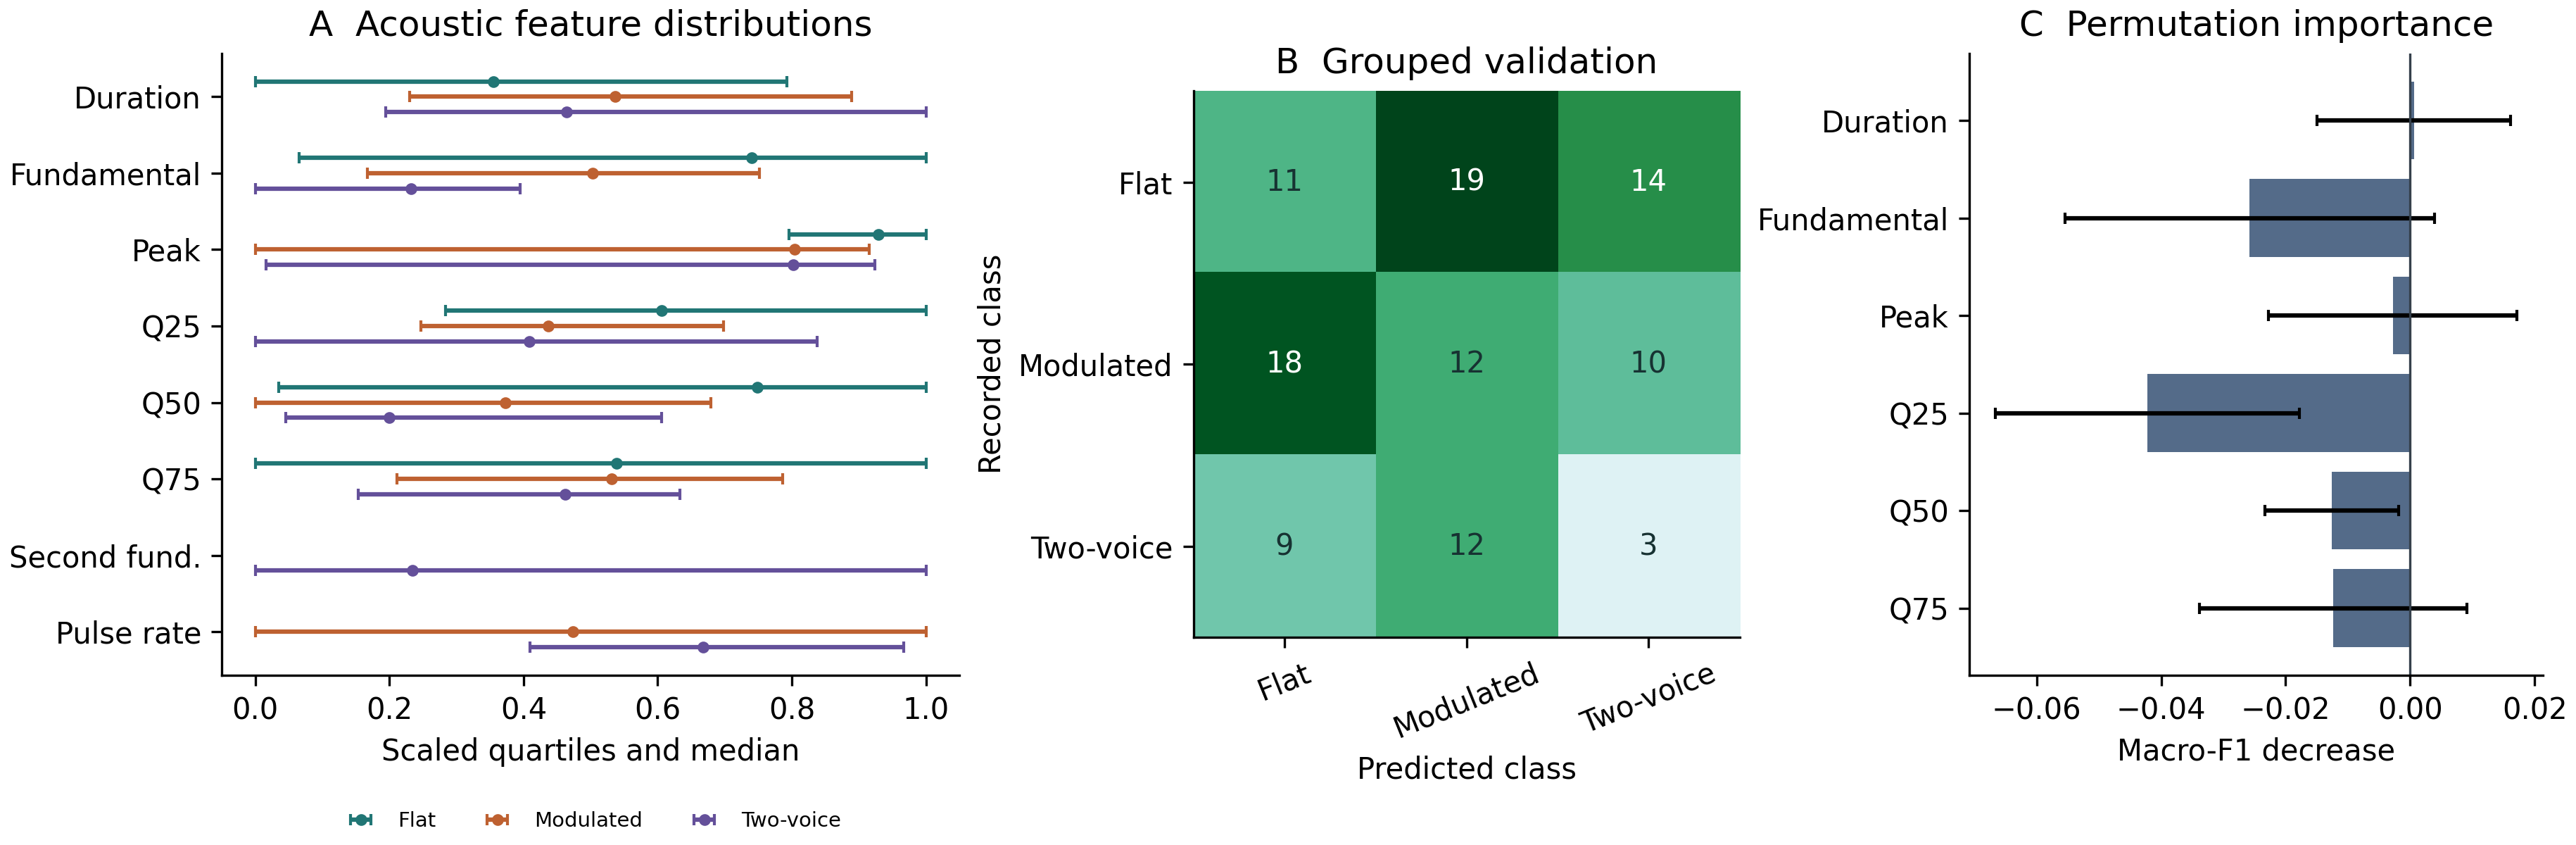 A  Acoustic feature distributions
Duration
Fundamental
Peak
Q25
Q50
Q75
Second fund.
Pulse rate
0.0 0.2 0.4 0.6 0.8 1.0
Scaled quartiles and median
Flat Modulated Two-voice
B  Grouped validation
Recorded class
Flat 11 19 14
Modulated 18 12 10
Two-voice 9 12 3
Flat Modulated Two-voice
Predicted class
C  Permutation importance
Duration
Fundamental
Peak
Q25
Q50
Q75
−0.06 −0.04 −0.02 0.00 0.02
Macro-F1 decrease